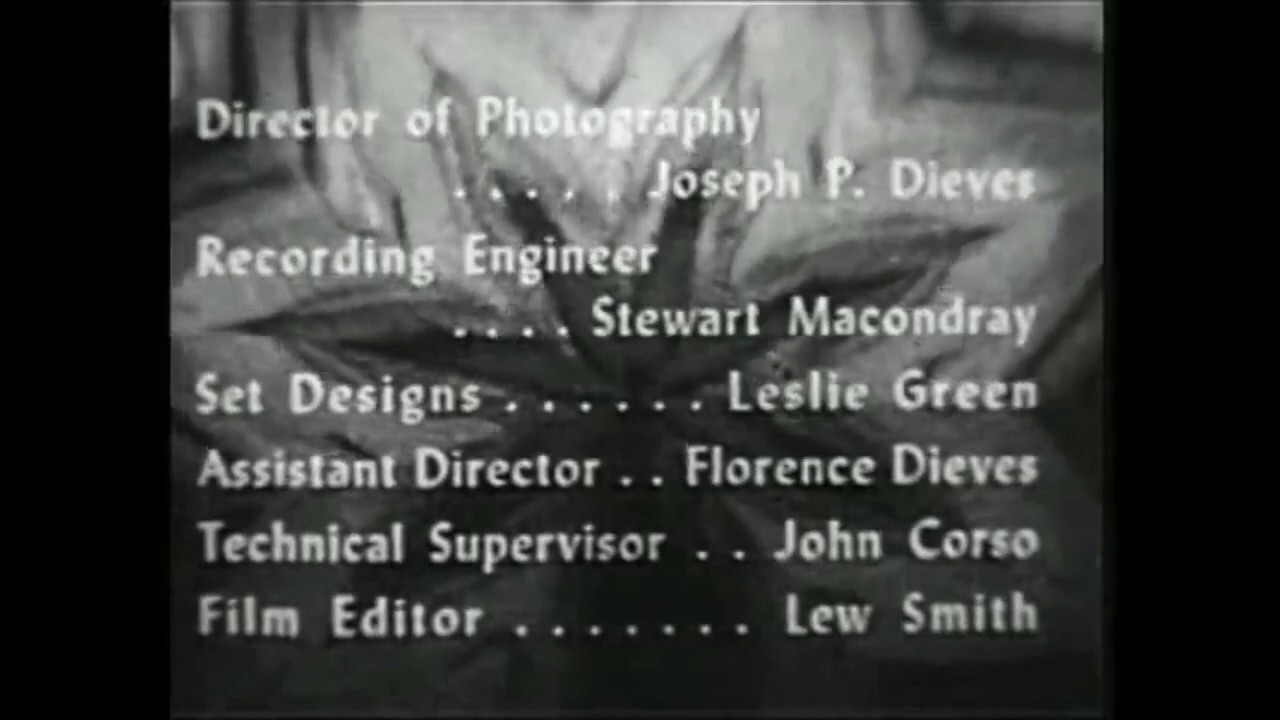 Director of Photography
. . . . . Joseph P. Dieves
Recording Engineer
. . . . Stewart Macondray
Set Designs . . . . . . Leslie Green
Assistant Director . . Florence Dieves
Technical Supervisor . . John Corso
Film Editor . . . . . . . Lew Smith